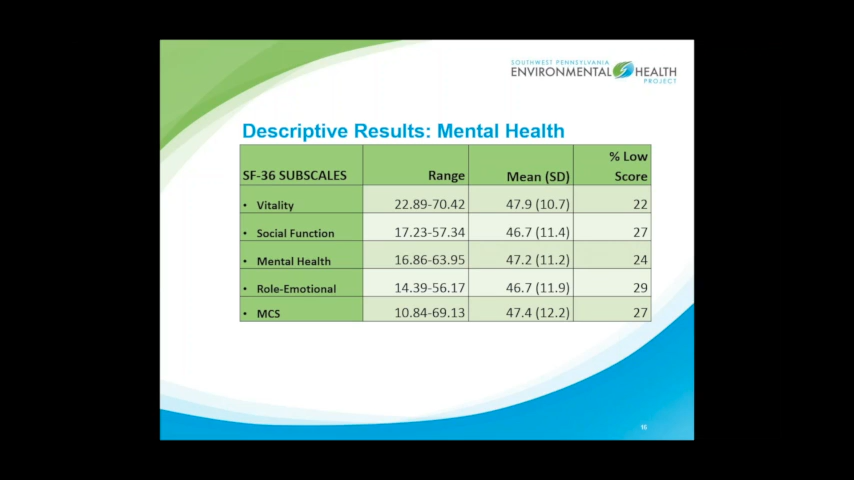 SOUTHWEST PENNSYLVANIA
ENVIRONMENTAL HEALTH
PROJECT
Descriptive Results: Mental Health
SF-36 SUBSCALES Range Mean (SD) % Low Score
• Vitality 22.89-70.42 47.9 (10.7) 22
• Social Function 17.23-57.34 46.7 (11.4) 27
• Mental Health 16.86-63.95 47.2 (11.2) 24
• Role-Emotional 14.39-56.17 46.7 (11.9) 29
• MCS 10.84-69.13 47.4 (12.2) 27